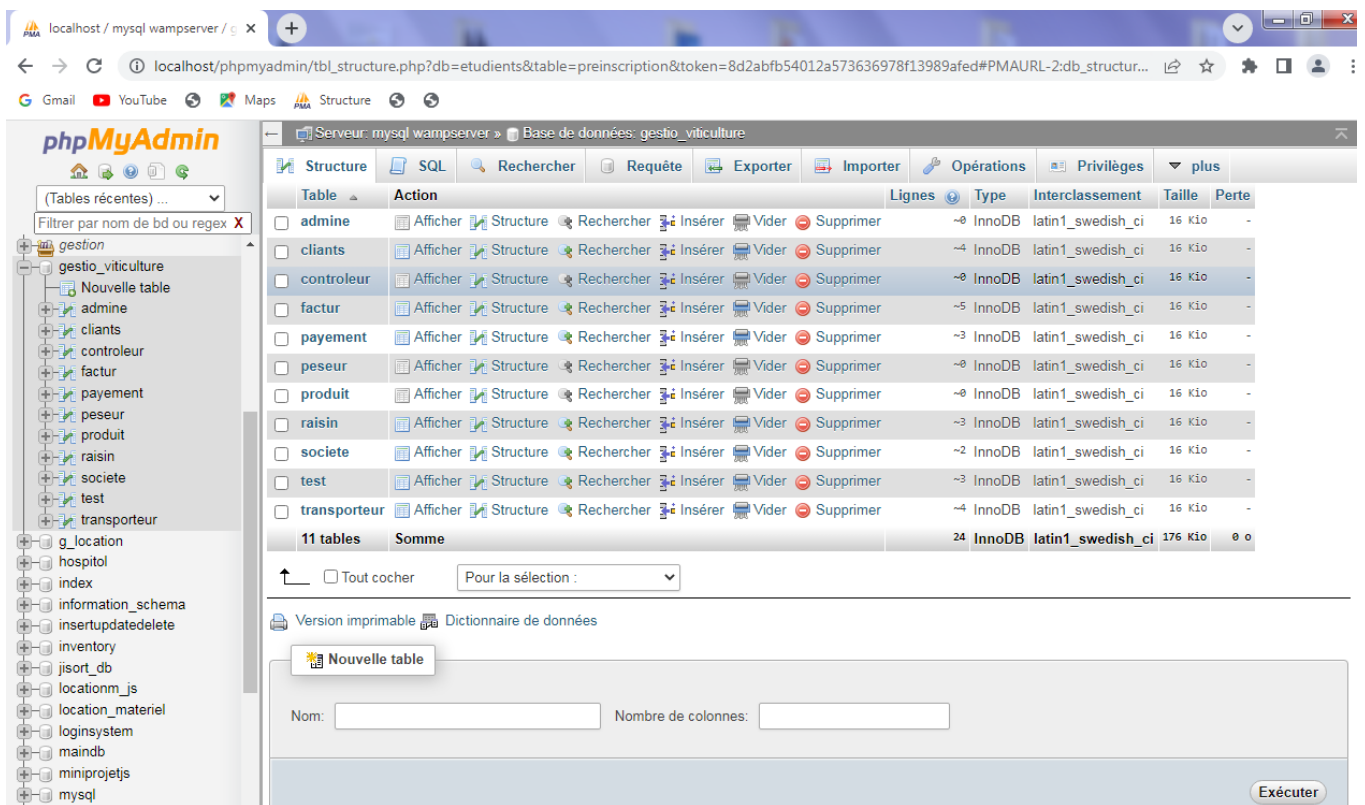 localhost / mysql wampserver / g
localhost/phpmyadmin/tbl_structure.php?db=etudients&table=preinscription&token=8d2abfb54012a573636978f13989afed#PMAURL-2:db_structur...
Gmail YouTube Maps Structure
phpMyAdmin
(Tables récentes) ...
Filtrer par nom de bd ou regex X
gestion
gestio_viticulture
Nouvelle table
admine
cliants
controleur
factur
payement
peseur
produit
raisin
societe
test
transporteur
g_location
hospitol
index
information_schema
insertupdatedelete
inventory
jisort_db
locationm_js
location_materiel
loginsystem
maindb
miniprojetjs
mysql
Serveur: mysql wampserver » Base de données: gestio_viticulture
Structure SQL Rechercher Requête Exporter Importer Opérations Privilèges plus
Table Action Lignes Type Interclassement Taille Perte
admine Afficher Structure Rechercher Insérer Vider Supprimer ~0 InnoDB latin1_swedish_ci 16 Kio -
cliants Afficher Structure Rechercher Insérer Vider Supprimer ~4 InnoDB latin1_swedish_ci 16 Kio -
controleur Afficher Structure Rechercher Insérer Vider Supprimer ~0 InnoDB latin1_swedish_ci 16 Kio -
factur Afficher Structure Rechercher Insérer Vider Supprimer ~5 InnoDB latin1_swedish_ci 16 Kio -
payement Afficher Structure Rechercher Insérer Vider Supprimer ~3 InnoDB latin1_swedish_ci 16 Kio -
peseur Afficher Structure Rechercher Insérer Vider Supprimer ~0 InnoDB latin1_swedish_ci 16 Kio -
produit Afficher Structure Rechercher Insérer Vider Supprimer ~0 InnoDB latin1_swedish_ci 16 Kio -
raisin Afficher Structure Rechercher Insérer Vider Supprimer ~3 InnoDB latin1_swedish_ci 16 Kio -
societe Afficher Structure Rechercher Insérer Vider Supprimer ~2 InnoDB latin1_swedish_ci 16 Kio -
test Afficher Structure Rechercher Insérer Vider Supprimer ~3 InnoDB latin1_swedish_ci 16 Kio -
transporteur Afficher Structure Rechercher Insérer Vider Supprimer ~4 InnoDB latin1_swedish_ci 16 Kio -
11 tables Somme 24 InnoDB latin1_swedish_ci 176 Kio 0 o
Tout cocher Pour la sélection :
Version imprimable Dictionnaire de données
Nouvelle table
Nom: Nombre de colonnes:
Exécuter